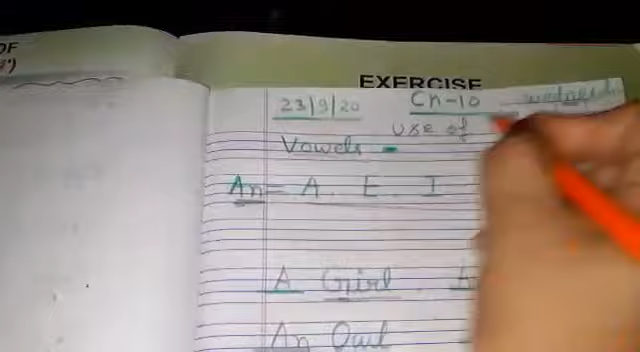 OF
EXERCISE
23/9/20 Ch-10
use of
Vowels -
An = A. E. I
A Girl. A
An Owl